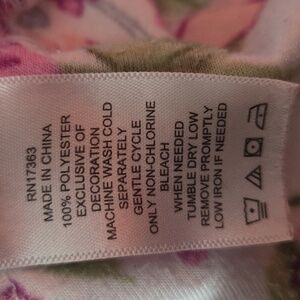 RN17363
MADE IN CHINA
100% POLYESTER
EXCLUSIVE OF
DECORATION
MACHINE WASH COLD
SEPARATELY
GENTLE CYCLE
ONLY NON-CHLORINE
BLEACH
WHEN NEEDED
TUMBLE DRY LOW
REMOVE PROMPTLY
LOW IRON IF NEEDED